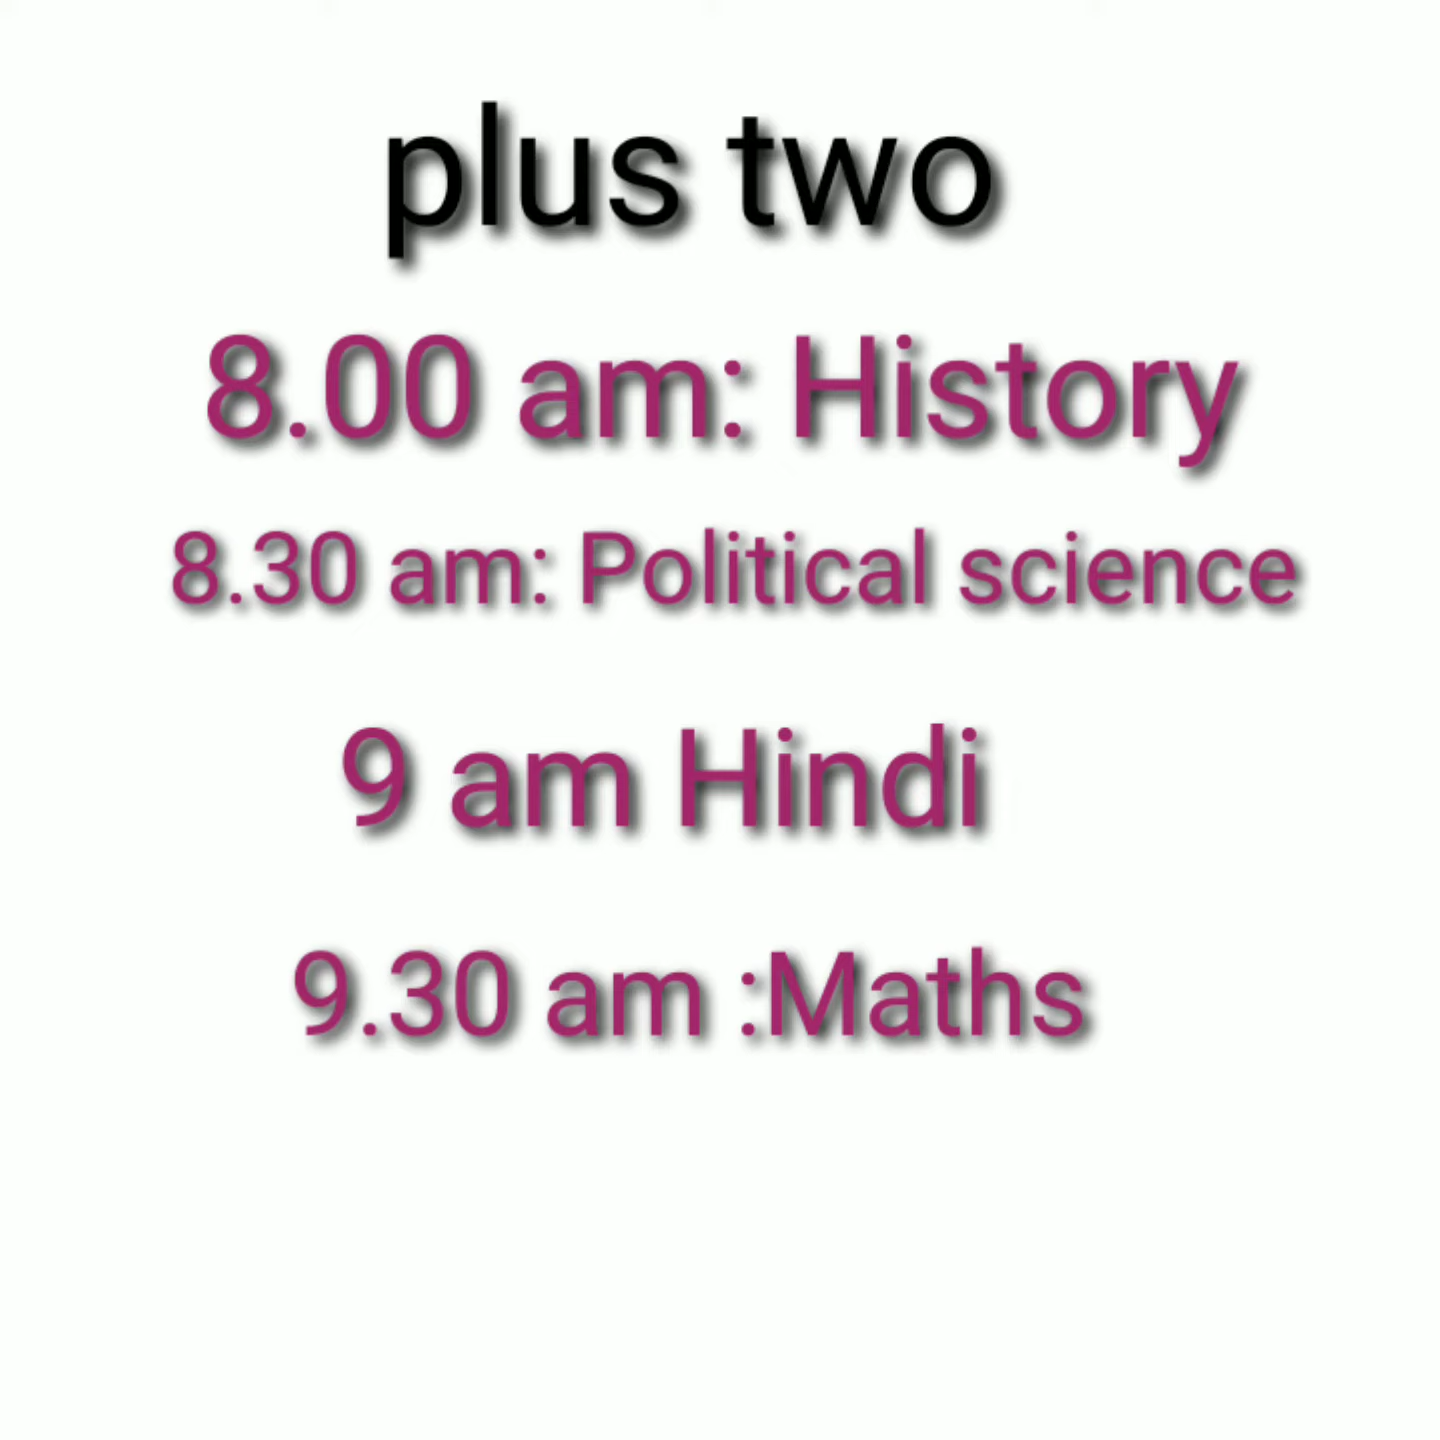 plus two
8.00 am: History
8.30 am: Political science
9 am Hindi
9.30 am :Maths